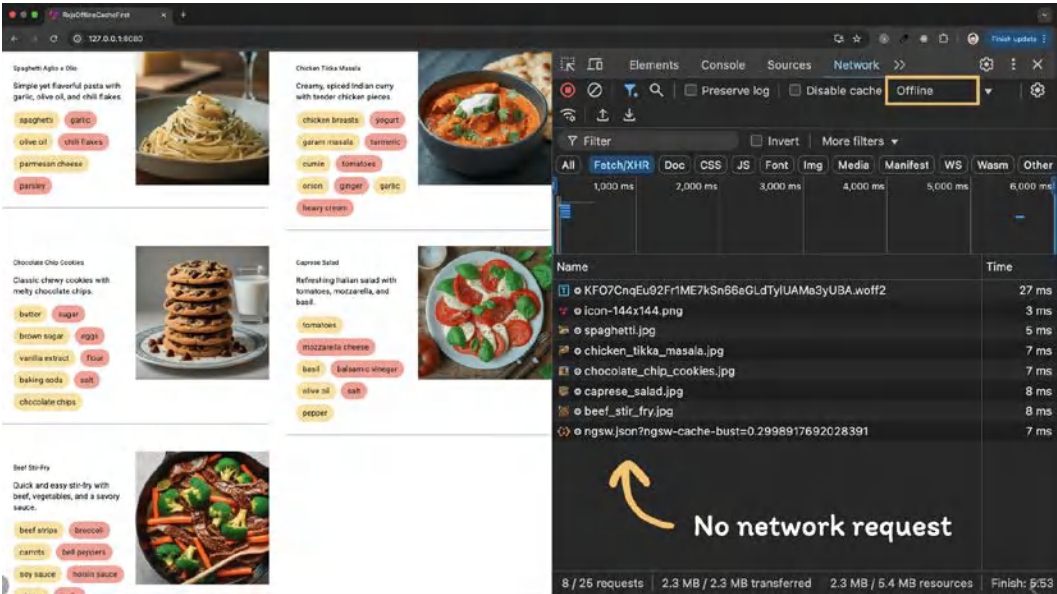 RxjsOfflineCacheFirst
127.0.0.1:8080
Finish update
Spaghetti Aglio e Olio
Simple yet flavorful pasta with
garlic, olive oil, and chili flakes.
spaghetti garlic
olive oil chili flakes
parmesan cheese
parsley
Chicken Tikka Masala
Creamy, spiced Indian curry
with tender chicken pieces.
chicken breasts yogurt
garam masala turmeric
cumin tomatoes
onion ginger garlic
heavy cream
Chocolate Chip Cookies
Classic chewy cookies with
melty chocolate chips.
butter sugar
brown sugar eggs
vanilla extract flour
baking soda salt
chocolate chips
Caprese Salad
Refreshing Italian salad with
tomatoes, mozzarella, and
basil.
tomatoes
mozzarella cheese
basil balsamic vinegar
olive oil salt
pepper
Beef Stir-Fry
Quick and easy stir-fry with
beef, vegetables, and a savory
sauce.
beef strips broccoli
carrots bell peppers
soy sauce hoisin sauce
Elements Console Sources Network
Preserve log Disable cache Offline
Filter Invert More filters
All Fetch/XHR Doc CSS JS Font Img Media Manifest WS Wasm Other
1,000 ms 2,000 ms 3,000 ms 4,000 ms 5,000 ms 6,000 ms
Name Time
KFO7CnqEu92Fr1ME7kSn66aGLdTylUAMa3yUBA.woff2 27 ms
icon-144x144.png 3 ms
spaghetti.jpg 5 ms
chicken_tikka_masala.jpg 7 ms
chocolate_chip_cookies.jpg 7 ms
caprese_salad.jpg 8 ms
beef_stir_fry.jpg 8 ms
ngsw.json?ngsw-cache-bust=0.2998917692028391 7 ms
No network request
8 / 25 requests 2.3 MB / 2.3 MB transferred 2.3 MB / 5.4 MB resources Finish: 5:53